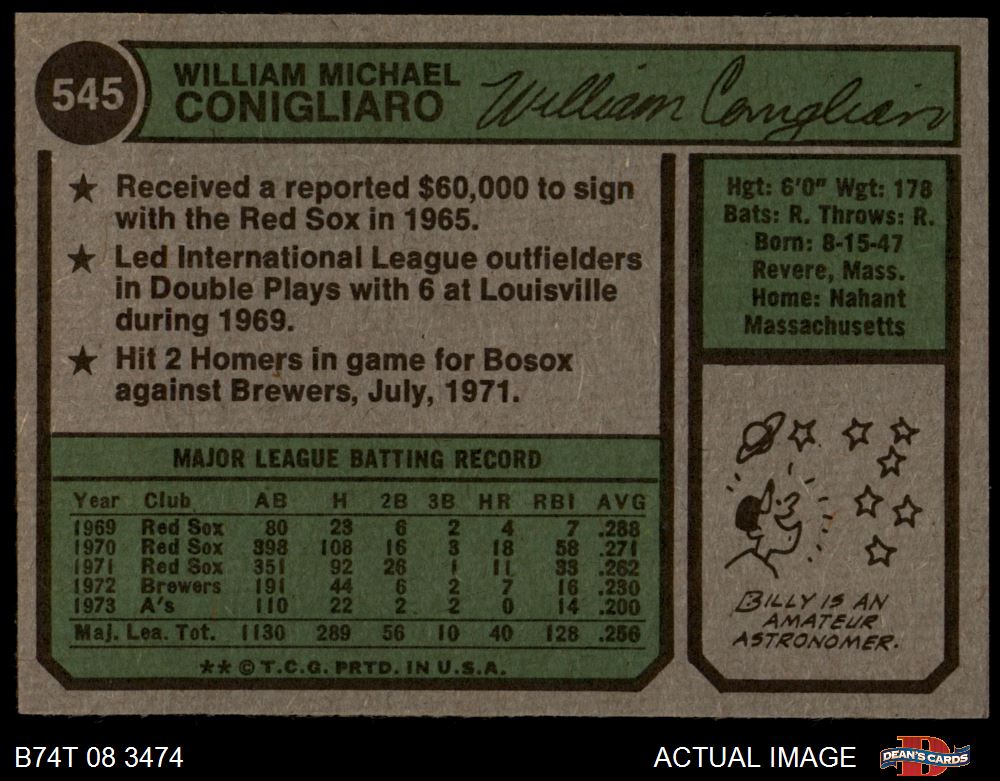 545
WILLIAM MICHAEL
CONIGLIARO
William Conigliaro
★ Received a reported $60,000 to sign
with the Red Sox in 1965.
★ Led International League outfielders
in Double Plays with 6 at Louisville
during 1969.
★ Hit 2 Homers in game for Bosox
against Brewers, July, 1971.
Hgt: 6'0" Wgt: 178
Bats: R. Throws: R.
Born: 8-15-47
Revere, Mass.
Home: Nahant
Massachusetts
MAJOR LEAGUE BATTING RECORD
Year Club AB H 2B 3B HR RBI AVG
1969 Red Sox 80 23 6 2 4 7 .288
1970 Red Sox 398 108 16 3 18 58 .271
1971 Red Sox 351 92 26 1 11 33 .262
1972 Brewers 191 44 6 2 7 16 .230
1973 A's 110 22 2 2 0 14 .200
Maj. Lea. Tot. 1130 289 56 10 40 128 .256
** © T.C.G. PRTD. IN U.S.A.
BILLY IS AN
AMATEUR
ASTRONOMER.
B74T 08 3474
ACTUAL IMAGE
DEAN'S CARDS